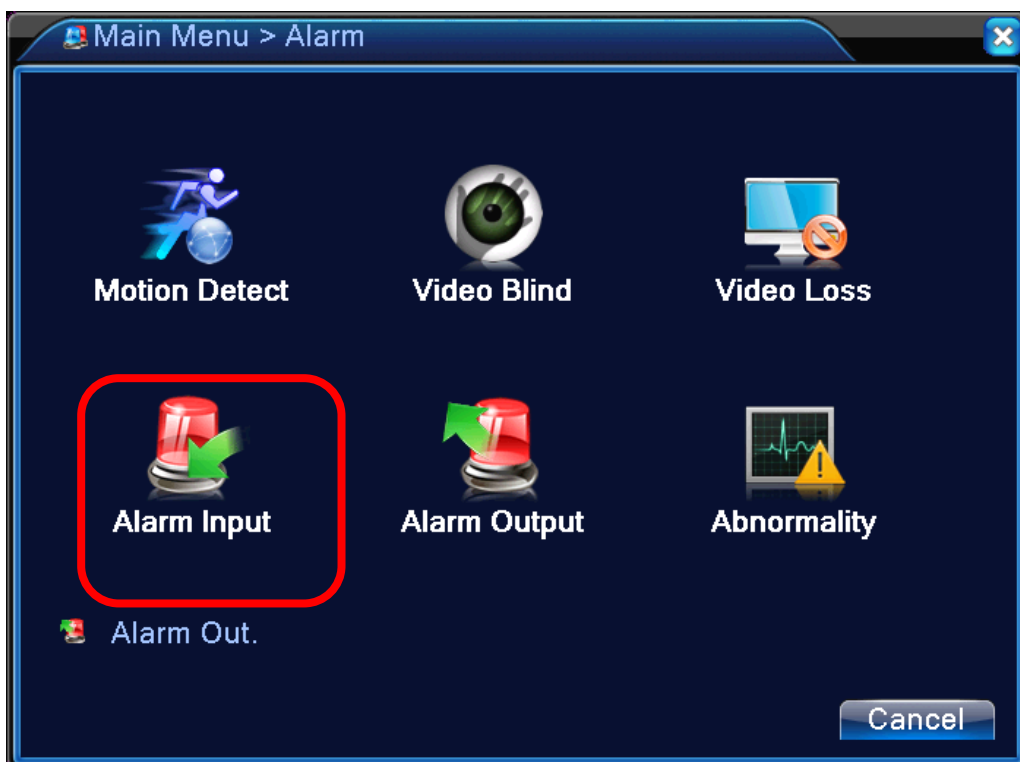 Main Menu > Alarm
Motion Detect
Video Blind
Video Loss
Alarm Input
Alarm Output
Abnormality
Alarm Out.
Cancel